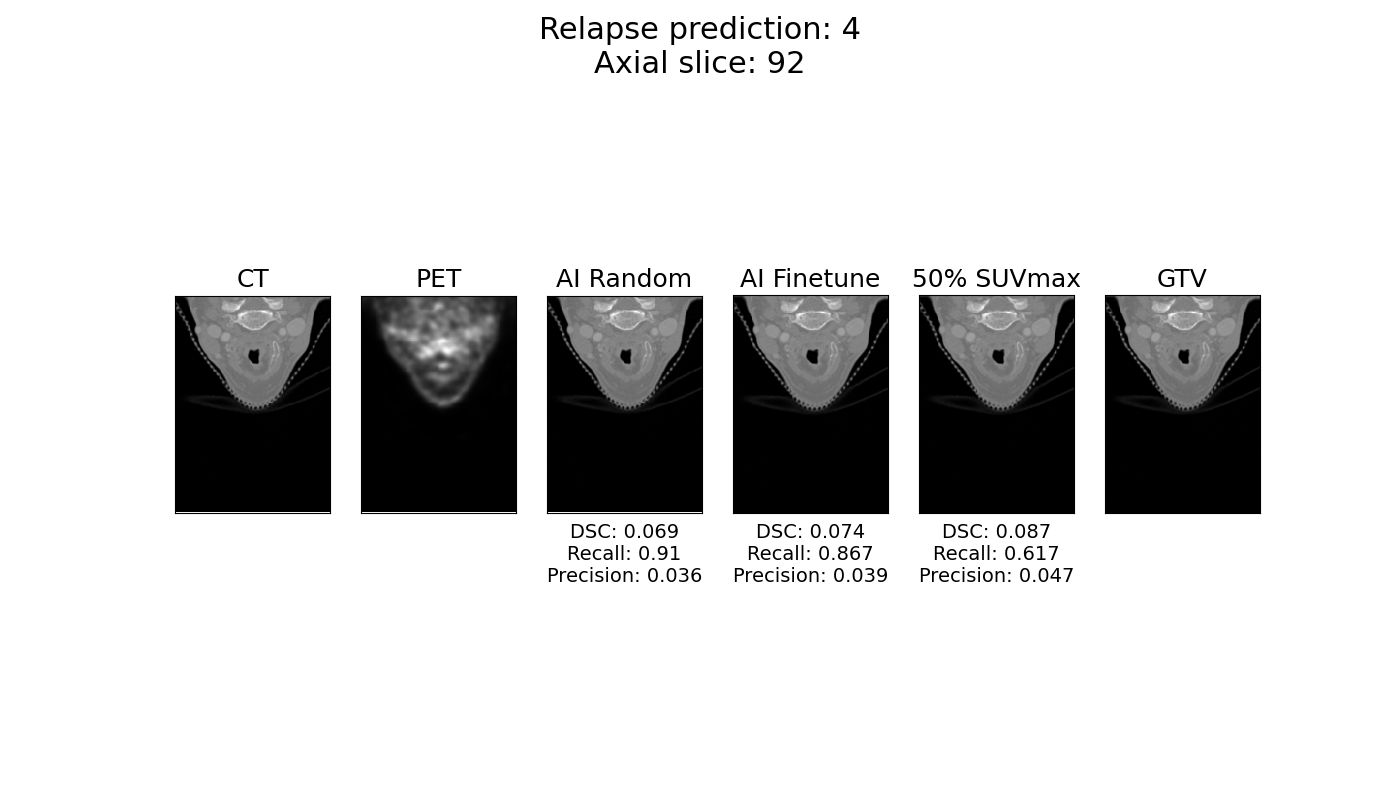 Relapse prediction: 4
Axial slice: 92
CT
PET
AI Random
AI Finetune
50% SUVmax
GTV
DSC: 0.069
Recall: 0.91
Precision: 0.036
DSC: 0.074
Recall: 0.867
Precision: 0.039
DSC: 0.087
Recall: 0.617
Precision: 0.047